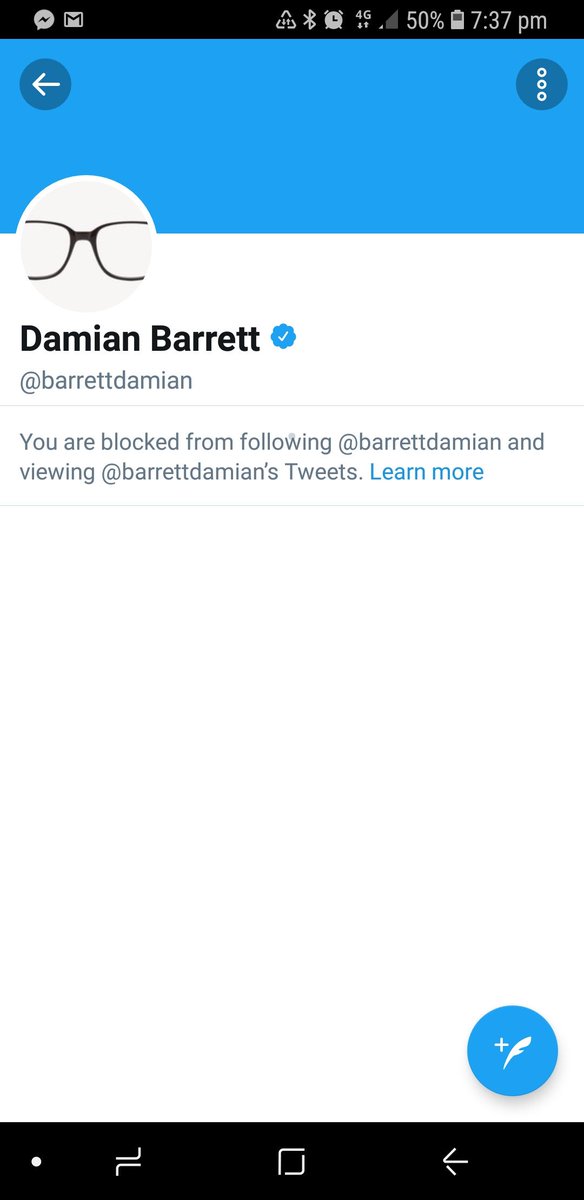 4G 50% 7:37 pm
Damian Barrett
@barrettdamian
You are blocked from following @barrettdamian and
viewing @barrettdamian’s Tweets. Learn more